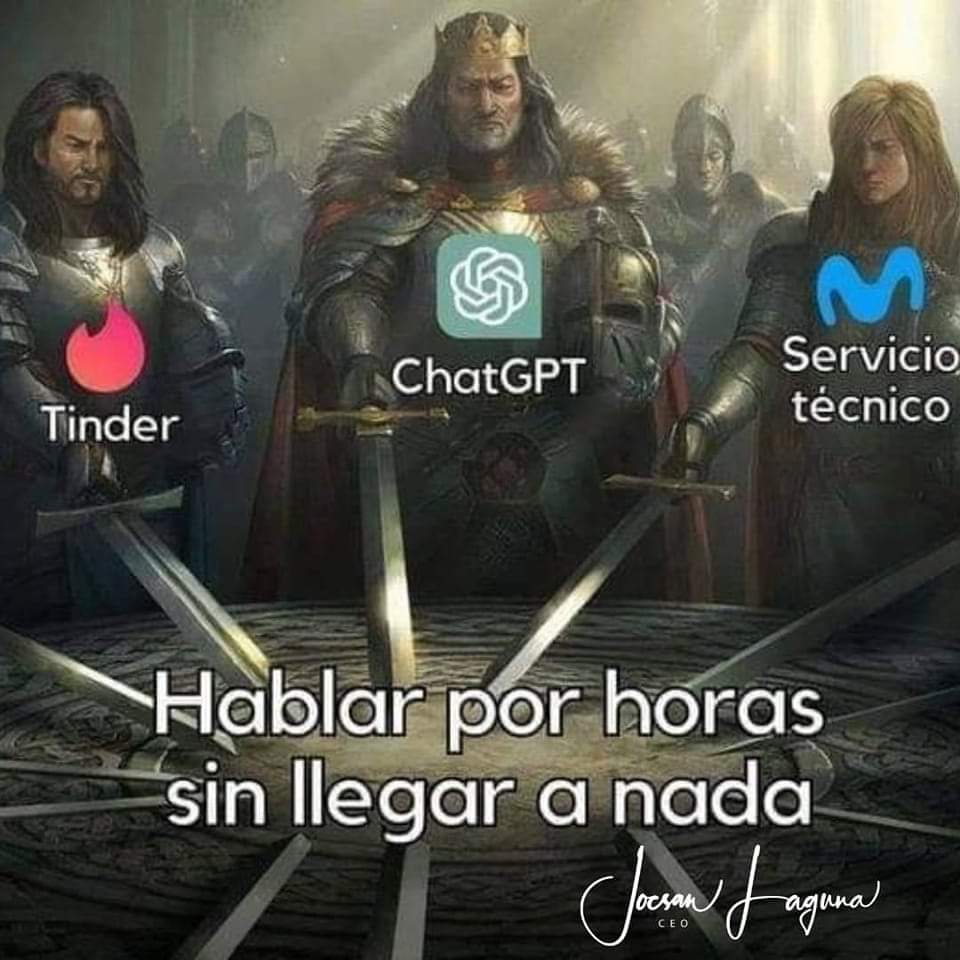 Tinder
ChatGPT
Servicio
técnico
Hablar por horas
sin llegar a nada
Jocsan Laguna
CEO